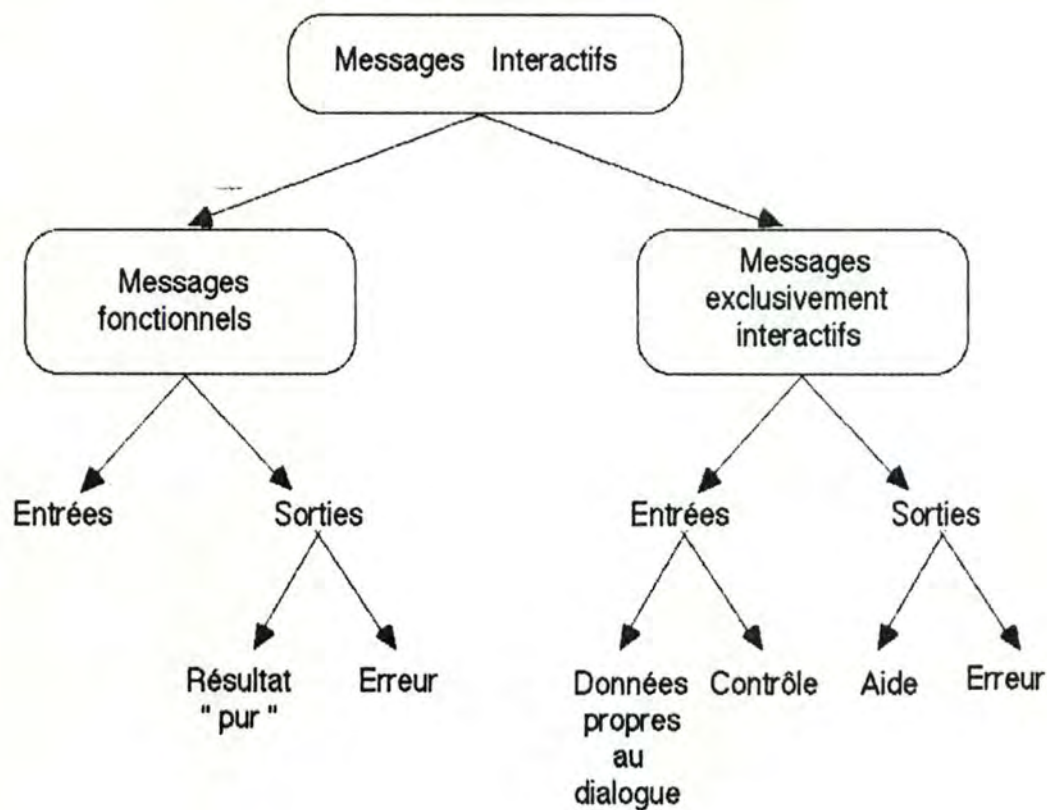 Messages Interactifs
Messages
fonctionnels
Messages
exclusivement
interactifs
Entrées
Sorties
Entrées
Sorties
Résultat
" pur "
Erreur
Données
propres
au
dialogue
Contrôle
Aide
Erreur